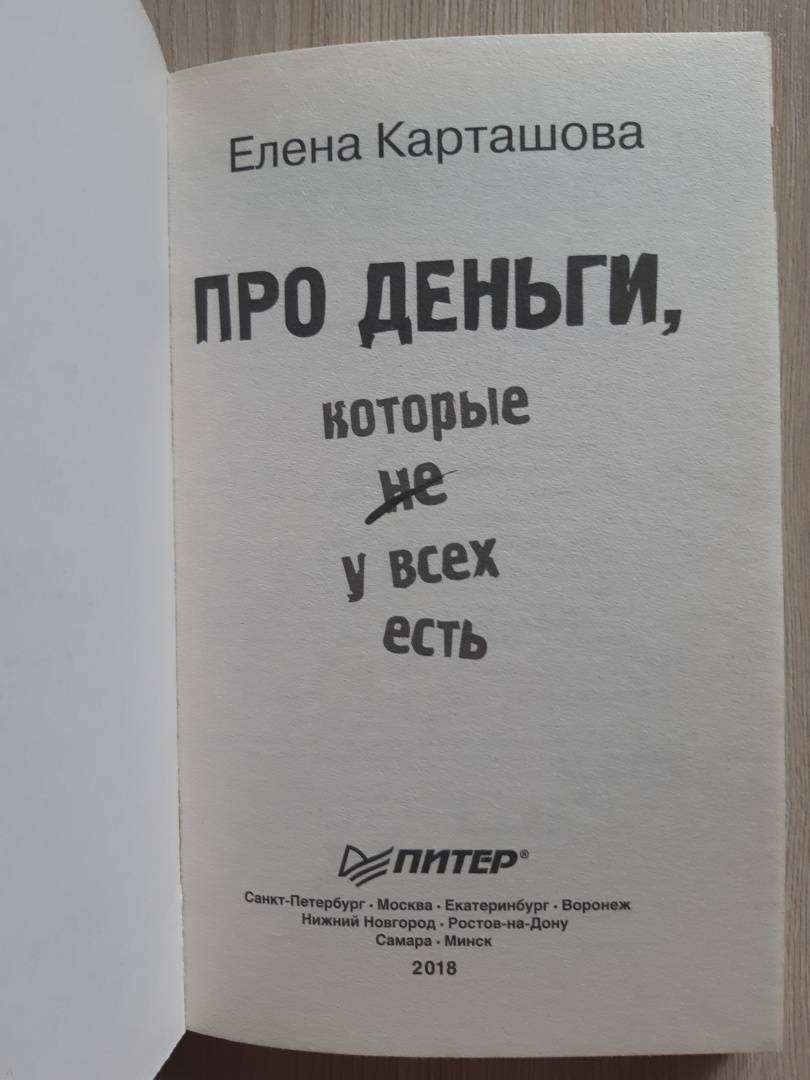 Елена Карташова
ПРО ДЕНЬГИ,
которые
не
у всех
есть
ПИТЕР®
Санкт-Петербург • Москва • Екатеринбург • Воронеж
Нижний Новгород • Ростов-на-Дону
Самара • Минск
2018